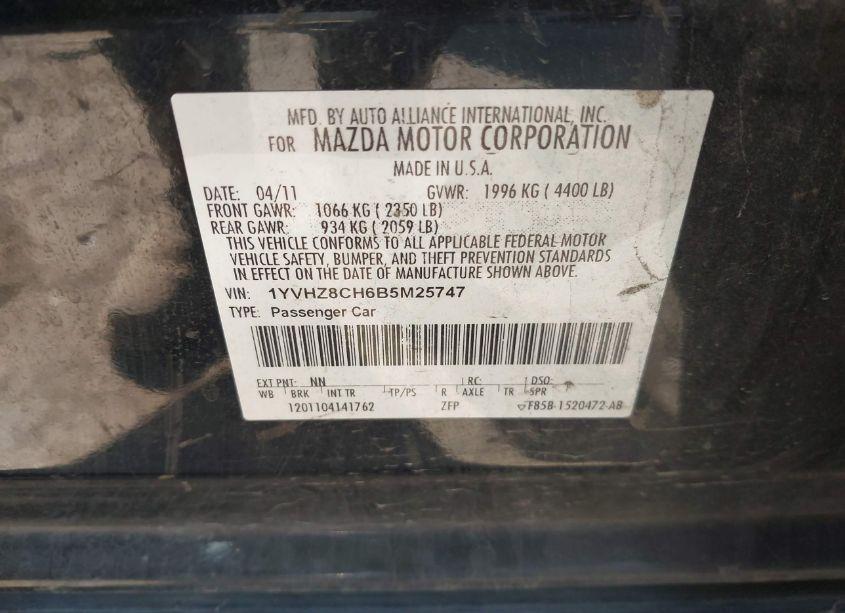 MFD. BY AUTO ALLIANCE INTERNATIONAL, INC.
FOR MAZDA MOTOR CORPORATION
MADE IN U.S.A.
DATE: 04/11 GVWR: 1996 KG ( 4400 LB)
FRONT GAWR: 1066 KG ( 2350 LB)
REAR GAWR: 934 KG ( 2059 LB)
THIS VEHICLE CONFORMS TO ALL APPLICABLE FEDERAL MOTOR
VEHICLE SAFETY, BUMPER, AND THEFT PREVENTION STANDARDS
IN EFFECT ON THE DATE OF MANUFACTURE SHOWN ABOVE.
VIN: 1YVHZ8CH6B5M25747
TYPE: Passenger Car
EXT PNT: NN RC: DSO:
WB BRK INT TR TP/PS R AXLE TR SPR
1201104141762 ZFP F85B-1520472-AB